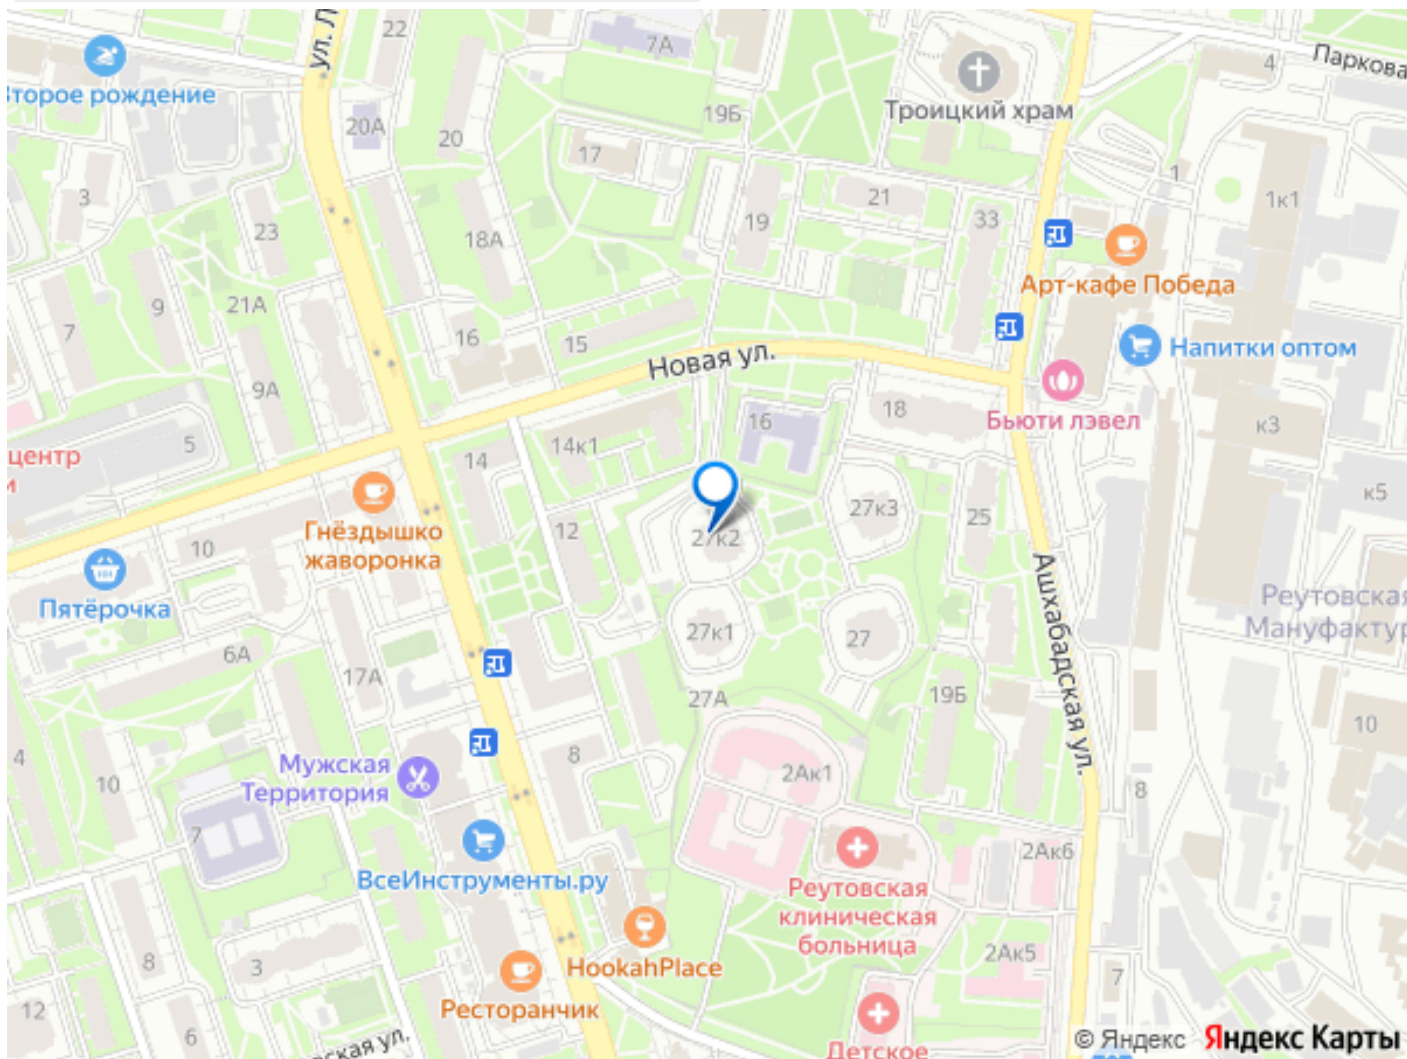 ул. Л
22
7А
4
Паркова
Второе рождение
20А
20
19Б
Троицкий храм
17
1
3
21
1к1
23
18А
19
33
9
21А
Арт-кафе Победа
7
16
15
Новая ул.
Напитки оптом
9А
18
16
Бьюти лэвел
5
14к1
к3
центр
и
14
27к3
к5
Гнёздышко
жаворонка
12
27к2
25
10
Ашхабадская ул.
Пятёрочка
27к1
27
Реутовская
Мануфактур
6А
17А
27А
19Б
10
4
Мужская
Территория
8
2Ак1
10
8
7
ВсеИнструменты.ру
2Ак6
Реутовская
клиническая
больница
8
3
HookahPlace
2Ак5
7
Ресторанчик
12
6
ская ул.
Детское
© Яндекс Яндекс Карты